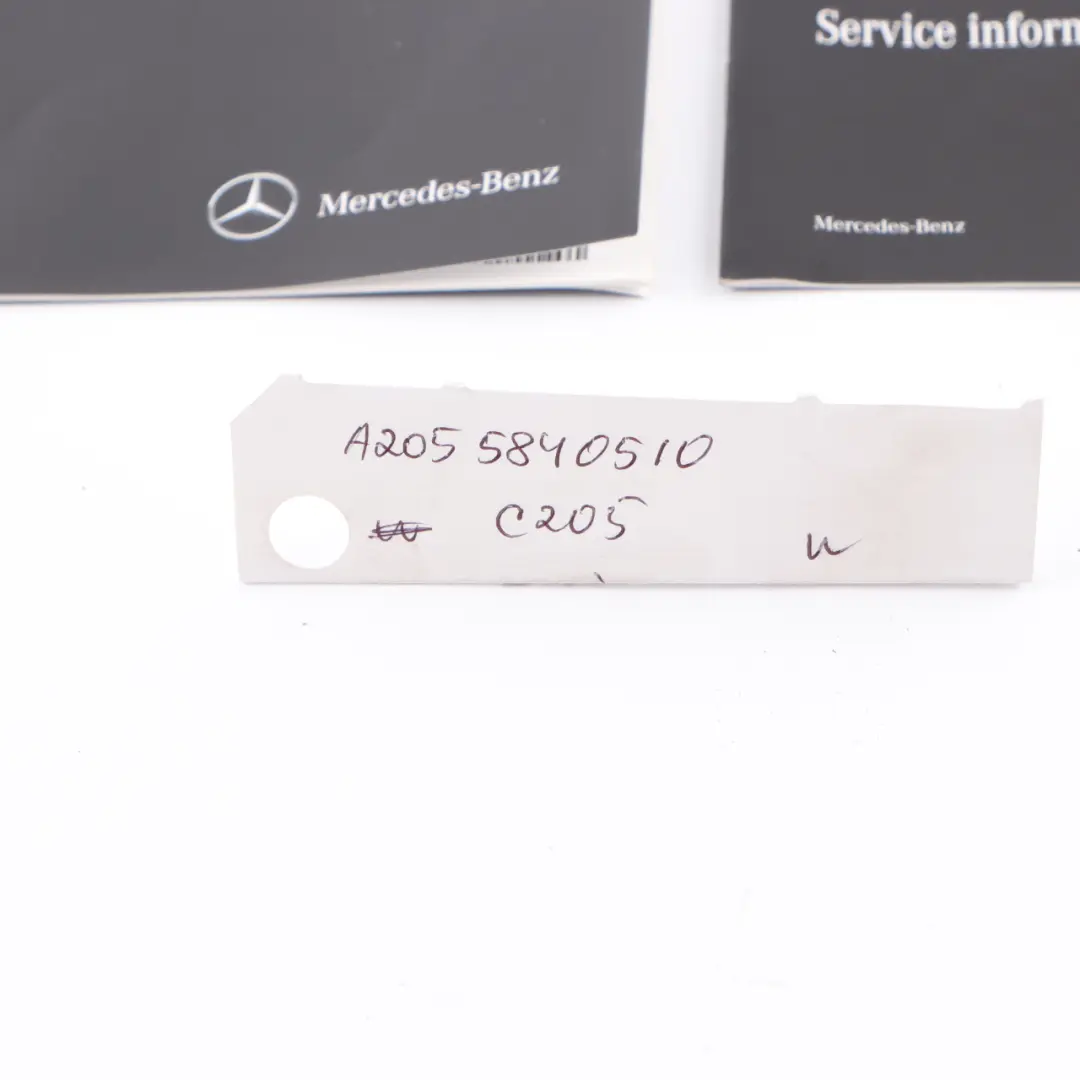 Mercedes-Benz
Service inform
Mercedes-Benz
A205 5840510
C205